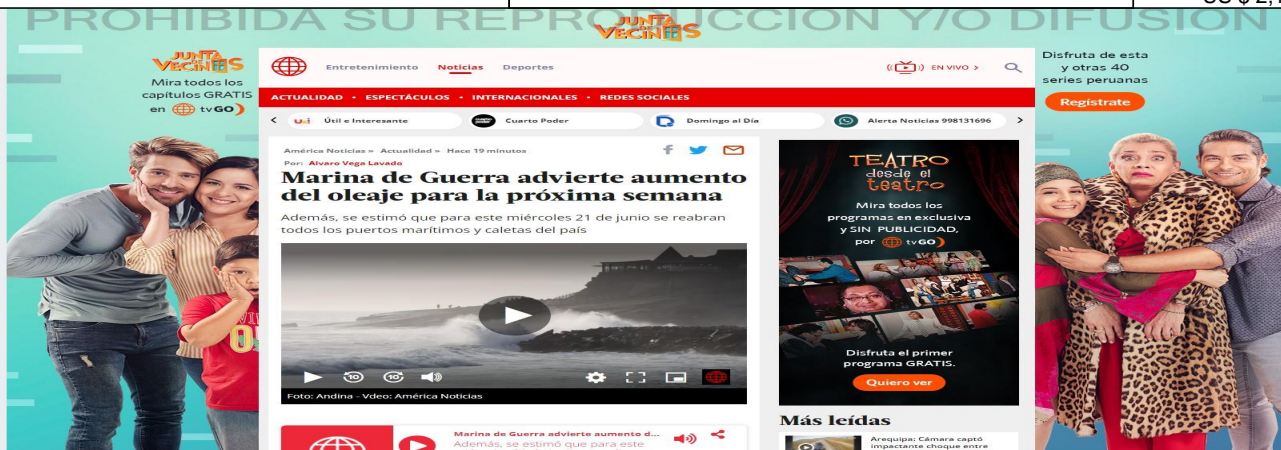 PROHIBIDA SU REPRODUCCIÓN Y/O DIFUSIÓN
JUNTA
VECINOS
JUNTA
VECINOS
Mira todos los
capítulos GRATIS
en tvGO
Entretenimiento Noticias Deportes
EN VIVO >
Disfruta de esta
y otras 40
series peruanas
Regístrate
ACTUALIDAD • ESPECTÁCULOS • INTERNACIONALES • REDES SOCIALES
< Útil e Interesante
Cuarto Poder
Domingo al Día
Alerta Noticias 998131696 >
América Noticias » Actualidad » Hace 19 minutos
Por: Alvaro Vega Lavado
Marina de Guerra advierte aumento
del oleaje para la próxima semana
Además, se estimó que para este miércoles 21 de junio se reabran
todos los puertos marítimos y caletas del país
10 10
Foto: Andina - Vdeo: América Noticias
Marina de Guerra advierte aumento d...
Además, se estimó que para este
TEATRO
desde el
teatro
Mira todos los
programas en exclusiva
y SIN PUBLICIDAD,
por tvGO
Disfruta el primer
programa GRATIS.
Quiero ver
Más leídas
Arequipa: Cámara captó
impactante choque entre